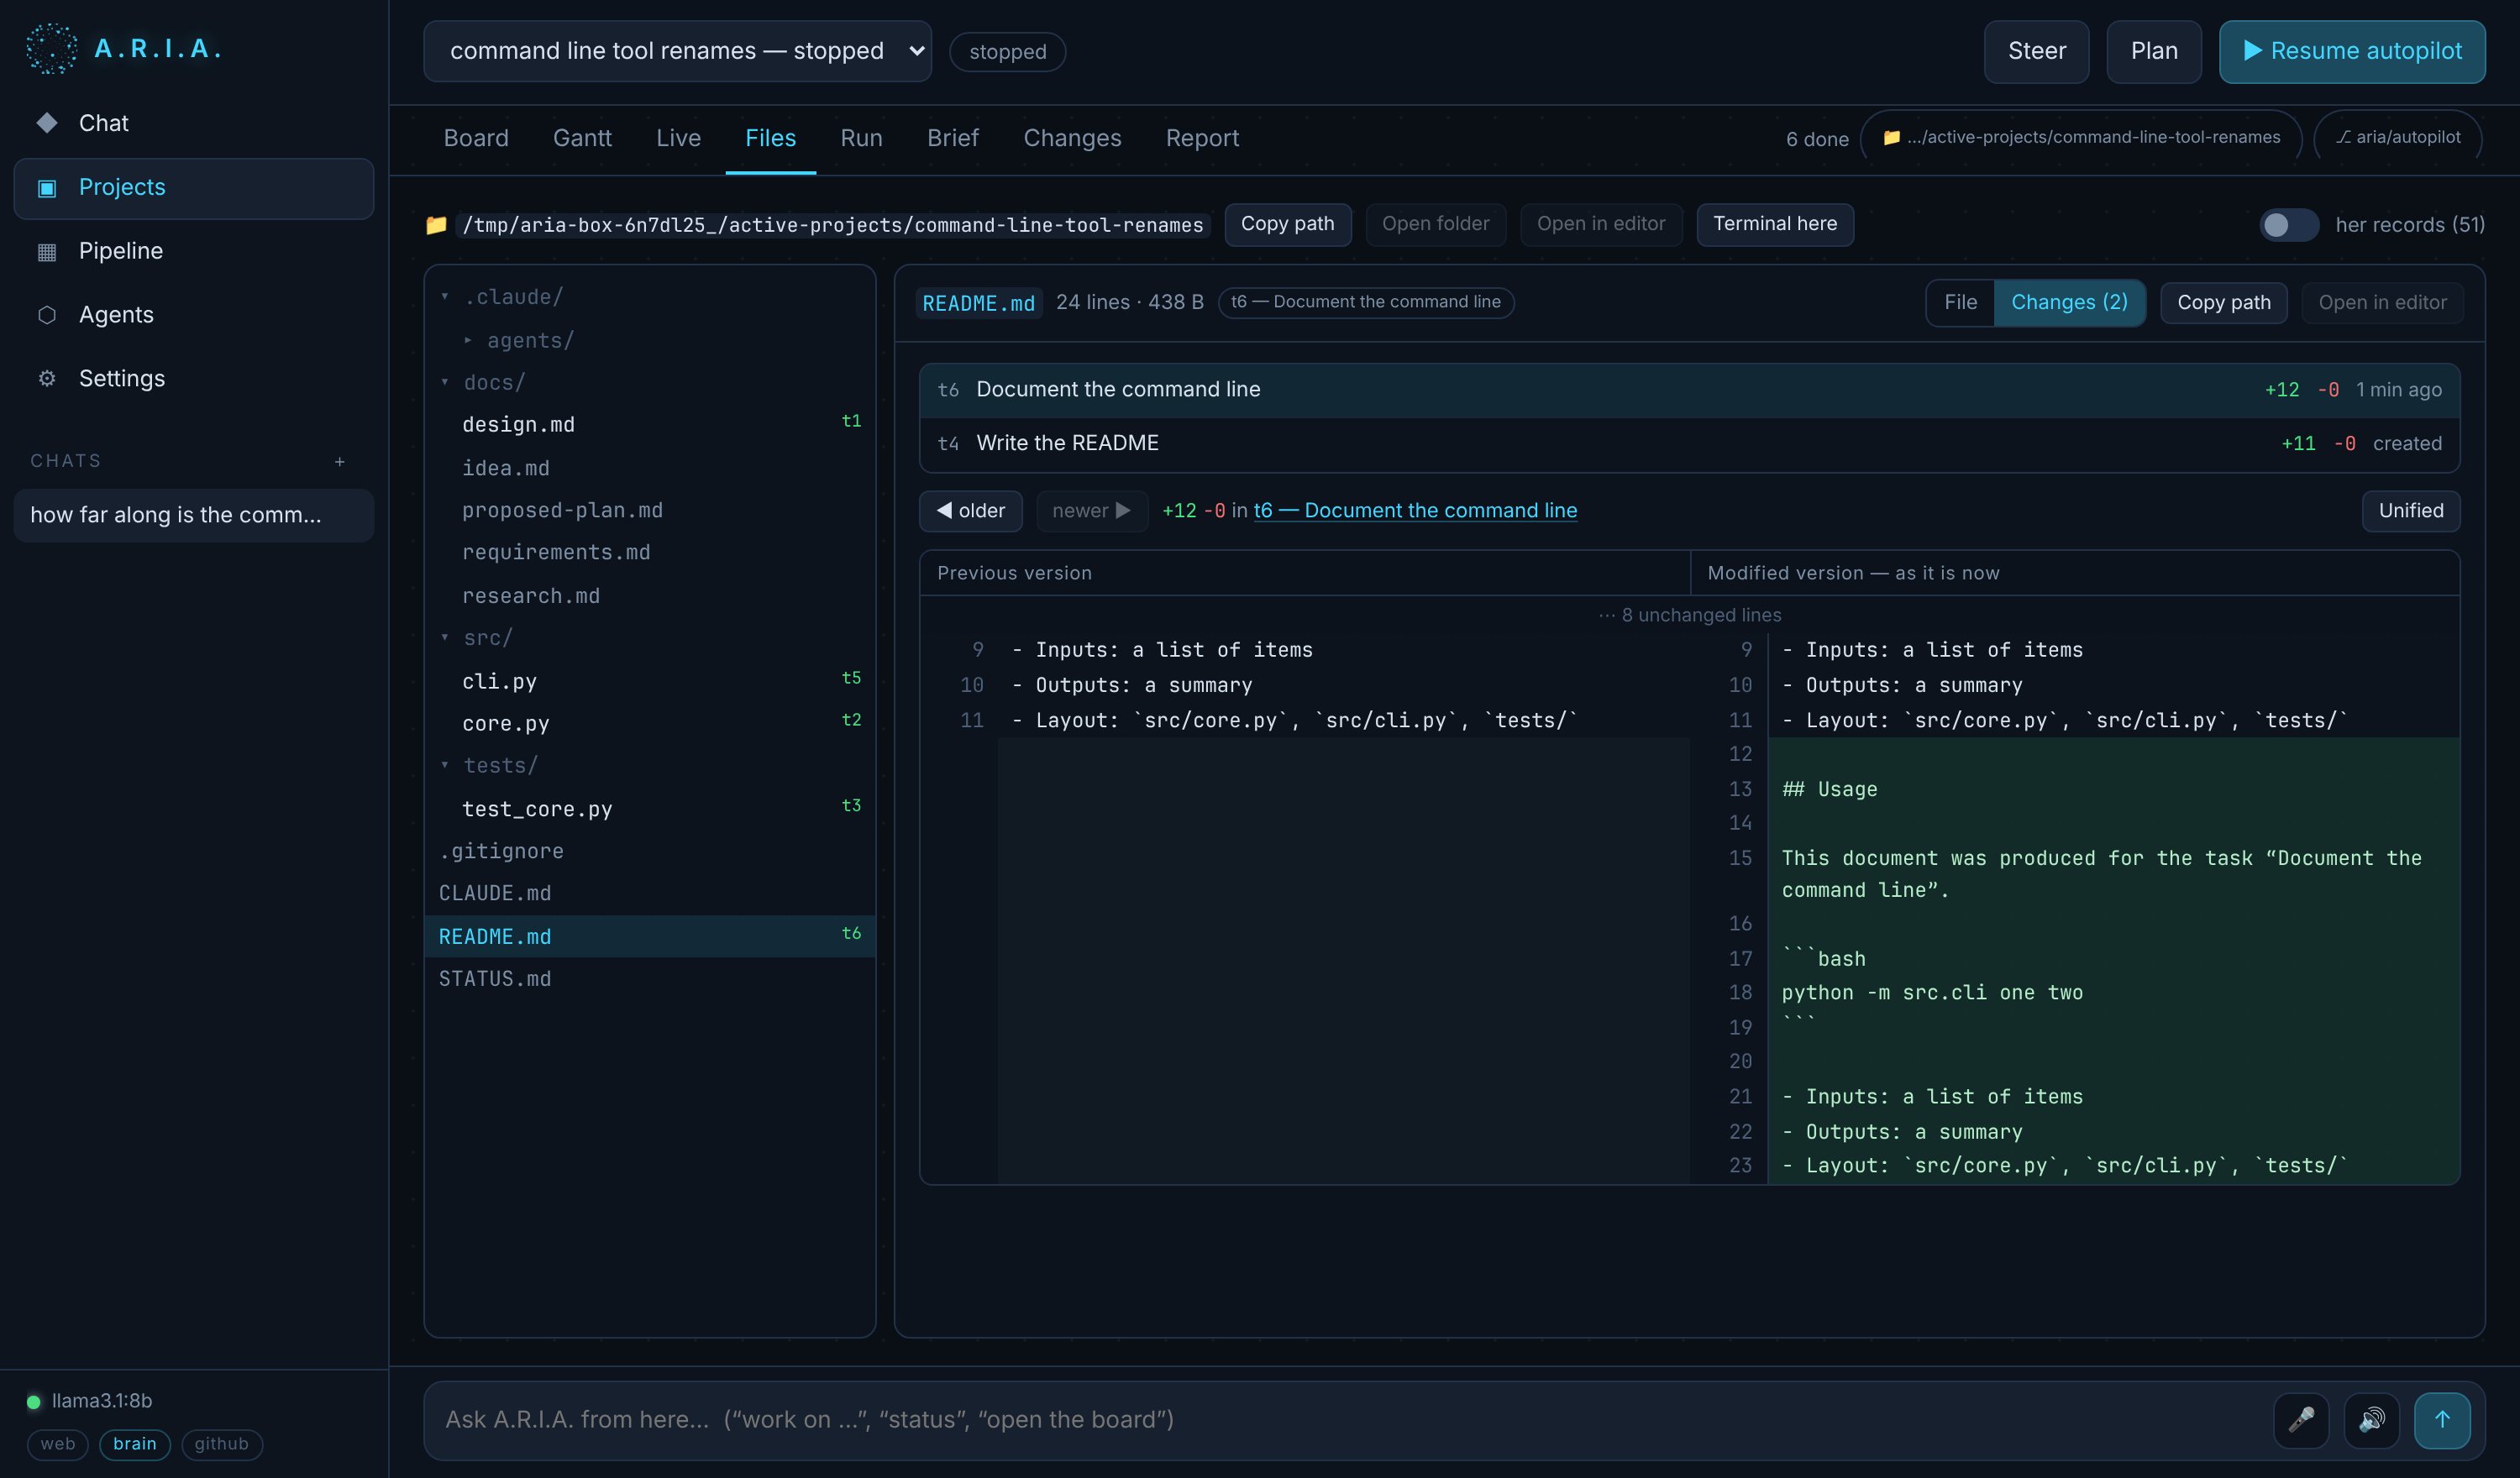 A.R.I.A.
Chat
Projects
Pipeline
Agents
Settings
CHATS +
how far along is the comm...
llama3.1:8b
web brain github
command line tool renames — stopped
stopped
Steer Plan ▶ Resume autopilot
Board Gantt Live Files Run Brief Changes Report
6 done .../active-projects/command-line-tool-renames aria/autopilot
/tmp/aria-box-6n7dl25_/active-projects/command-line-tool-renames Copy path Open folder Open in editor Terminal here
her records (51)
.claude/
agents/
docs/
design.md t1
idea.md
proposed-plan.md
requirements.md
research.md
src/
cli.py t5
core.py t2
tests/
test_core.py t3
.gitignore
CLAUDE.md
README.md t6
STATUS.md
README.md 24 lines · 438 B t6 — Document the command line
File Changes (2) Copy path Open in editor
t6 Document the command line +12 -0 1 min ago
t4 Write the README +11 -0 created
◀ older newer ▶ +12 -0 in t6 — Document the command line Unified
Previous version
Modified version — as it is now
··· 8 unchanged lines
9 - Inputs: a list of items
10 - Outputs: a summary
11 - Layout: `src/core.py`, `src/cli.py`, `tests/`
9 - Inputs: a list of items
10 - Outputs: a summary
11 - Layout: `src/core.py`, `src/cli.py`, `tests/`
12
13 ## Usage
14
15 This document was produced for the task “Document the
command line”.
16
17 ```bash
18 python -m src.cli one two
19 ```
20
21 - Inputs: a list of items
22 - Outputs: a summary
23 - Layout: `src/core.py`, `src/cli.py`, `tests/`
Ask A.R.I.A. from here... (“work on ...”, “status”, “open the board”)